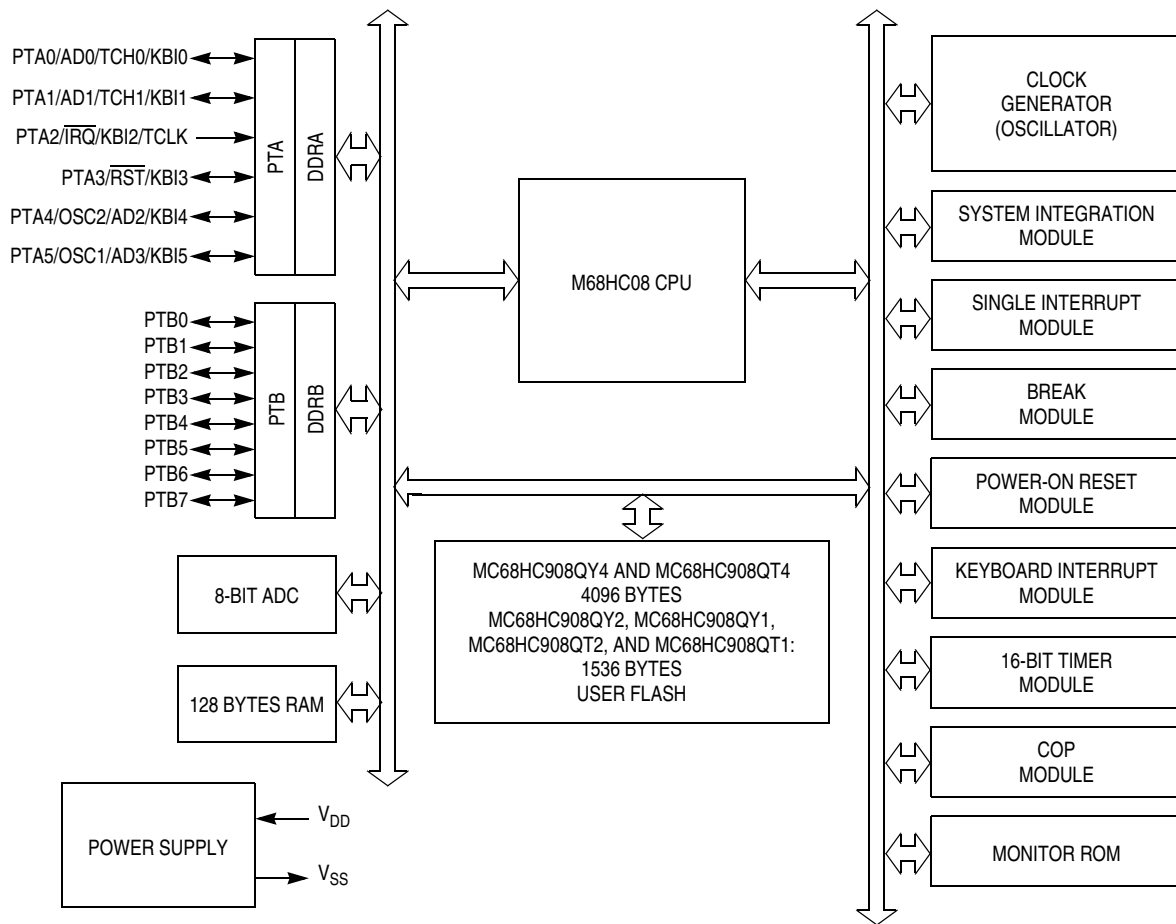 PTA0/AD0/TCH0/KBI0
PTA1/AD1/TCH1/KBI1
PTA2/I̅R̅Q̅/KBI2/TCLK
PTA3/R̅S̅T̅/KBI3
PTA4/OSC2/AD2/KBI4
PTA5/OSC1/AD3/KBI5
PTA
DDRA
PTB0
PTB1
PTB2
PTB3
PTB4
PTB5
PTB6
PTB7
PTB
DDRB
8-BIT ADC
128 BYTES RAM
POWER SUPPLY
VDD
VSS
M68HC08 CPU
MC68HC908QY4 AND MC68HC908QT4
4096 BYTES
MC68HC908QY2, MC68HC908QY1,
MC68HC908QT2, AND MC68HC908QT1:
1536 BYTES
USER FLASH
CLOCK
GENERATOR
(OSCILLATOR)
SYSTEM INTEGRATION
MODULE
SINGLE INTERRUPT
MODULE
BREAK
MODULE
POWER-ON RESET
MODULE
KEYBOARD INTERRUPT
MODULE
16-BIT TIMER
MODULE
COP
MODULE
MONITOR ROM